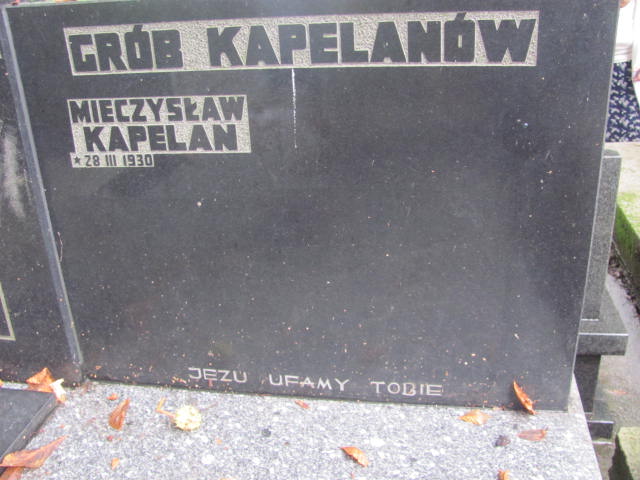 GRÓB KAPELANÓW
MIECZYSŁAW
KAPELAN
* 28 III 1930
JEZU UFAMY TOBIE